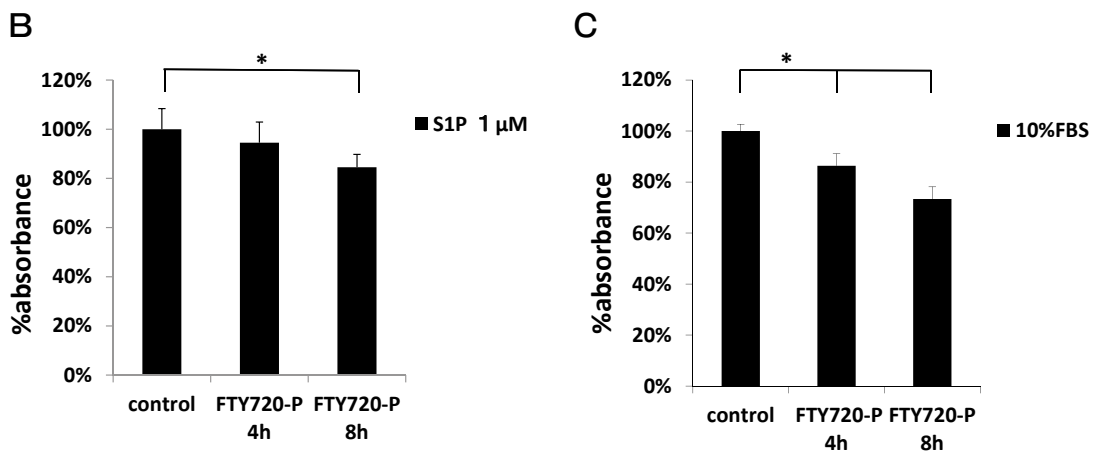 B
*
120%
100%
80%
60%
40%
20%
0%
%absorbance
S1P 1 µM
control
FTY720-P
4h
FTY720-P
8h
C
*
120%
100%
80%
60%
40%
20%
0%
%absorbance
10%FBS
control
FTY720-P
4h
FTY720-P
8h